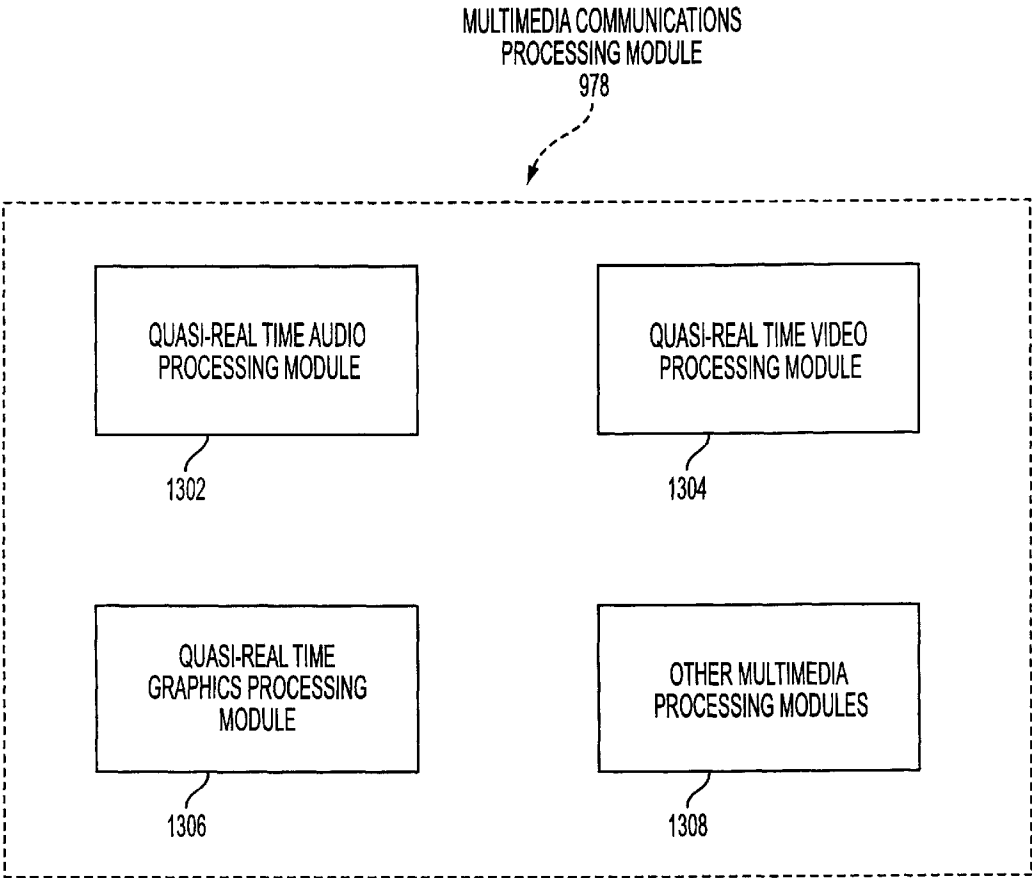 MULTIMEDIA COMMUNICATIONS
PROCESSING MODULE
978
QUASI-REAL TIME AUDIO
PROCESSING MODULE
1302
QUASI-REAL TIME VIDEO
PROCESSING MODULE
1304
QUASI-REAL TIME
GRAPHICS PROCESSING
MODULE
1306
OTHER MULTIMEDIA
PROCESSING MODULES
1308